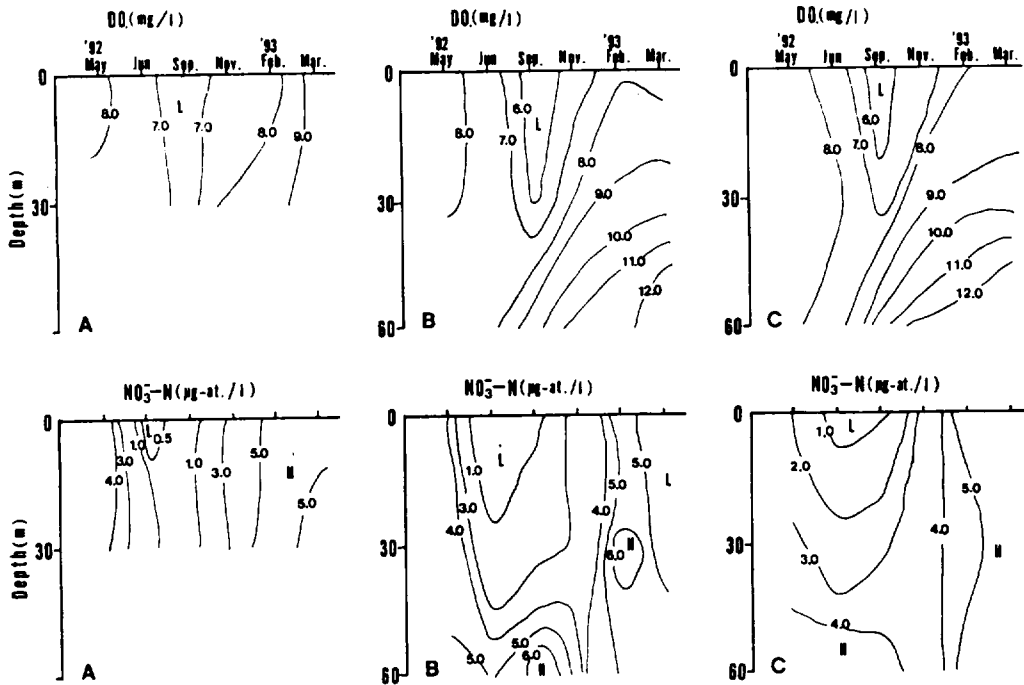 DO.(mg/l)
'92 '93
May Jun Sep. Nov. Feb. Mar.
0
30
Depth(m)
8.0
7.0
L
7.0
8.0
9.0
A
DO.(mg/l)
'92 '93
May June Sep. Nov. Feb. Mar.
0
30
60
8.0
7.0
6.0
L
8.0
9.0
10.0
11.0
12.0
B
DO.(mg/l)
'92 '93
May June Sep. Nov. Feb. Mar.
0
30
60
8.0
7.0
6.0
L
8.0
9.0
10.0
11.0
12.0
C
NO₃⁻-N(µg-at./l)
0
30
Depth(m)
4.0
3.0
1.0
L
0.5
1.0
3.0
5.0
H
5.0
A
NO₃⁻-N(µg-at./l)
0
30
60
1.0
L
3.0
4.0
5.0
4.0
5.0
L
6.0
H
5.0
5.0
6.0
H
B
NO₃⁻-N(µg-at./l)
0
30
60
1.0
L
2.0
3.0
4.0
H
4.0
5.0
H
C